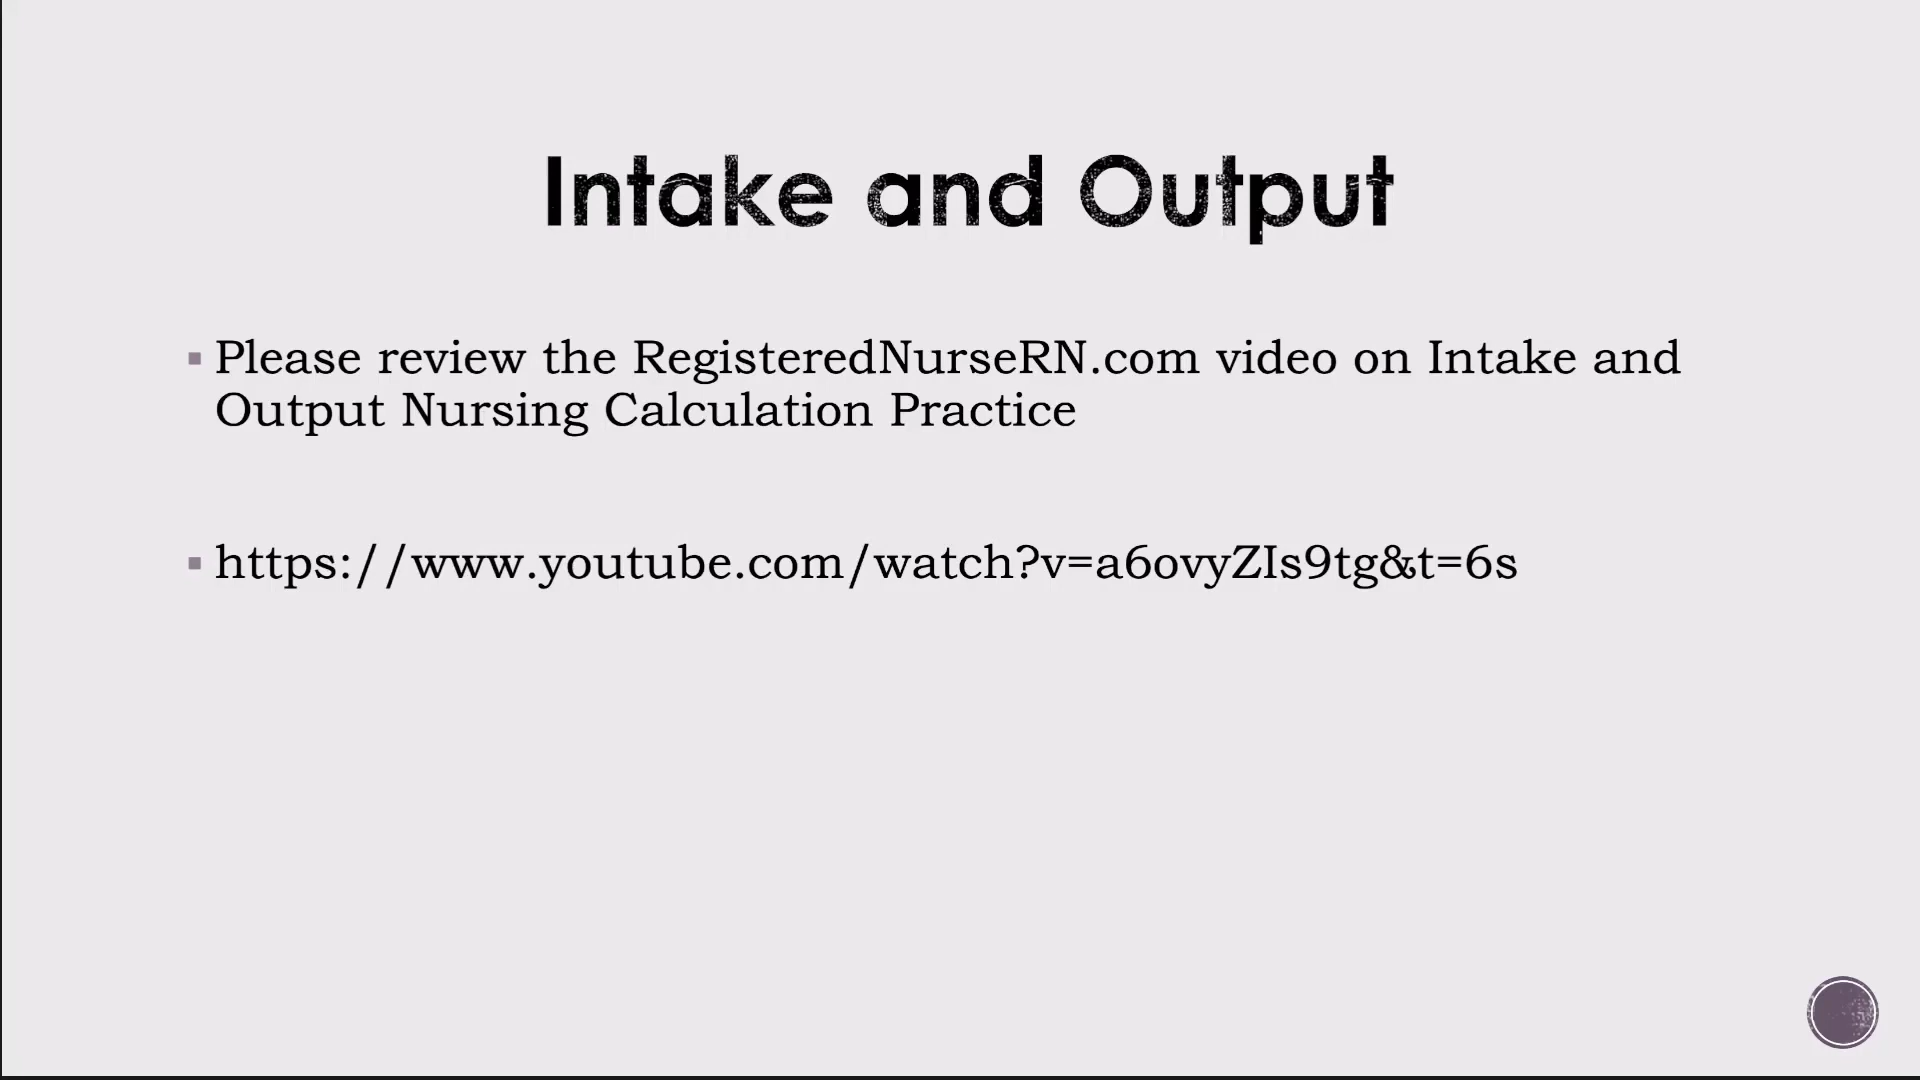 Intake and Output
▪ Please review the RegisteredNurseRN.com video on Intake and
Output Nursing Calculation Practice
▪ https://www.youtube.com/watch?v=a6ovyZIs9tg&t=6s